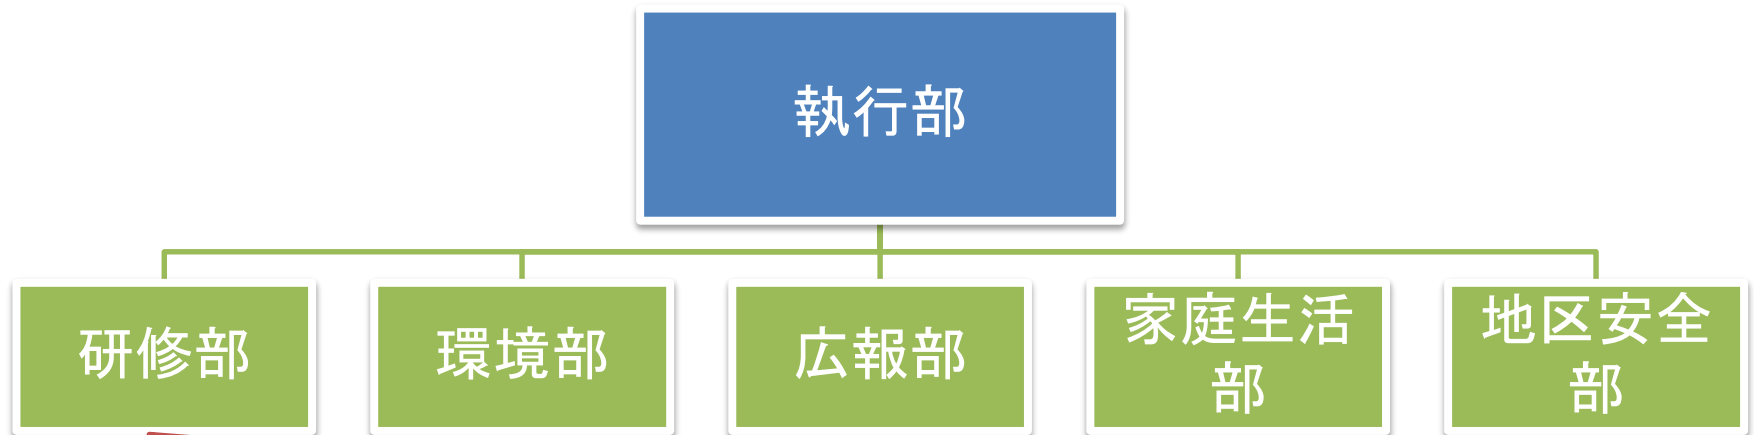 執行部
研修部
環境部
広報部
家庭生活
部
地区安全
部